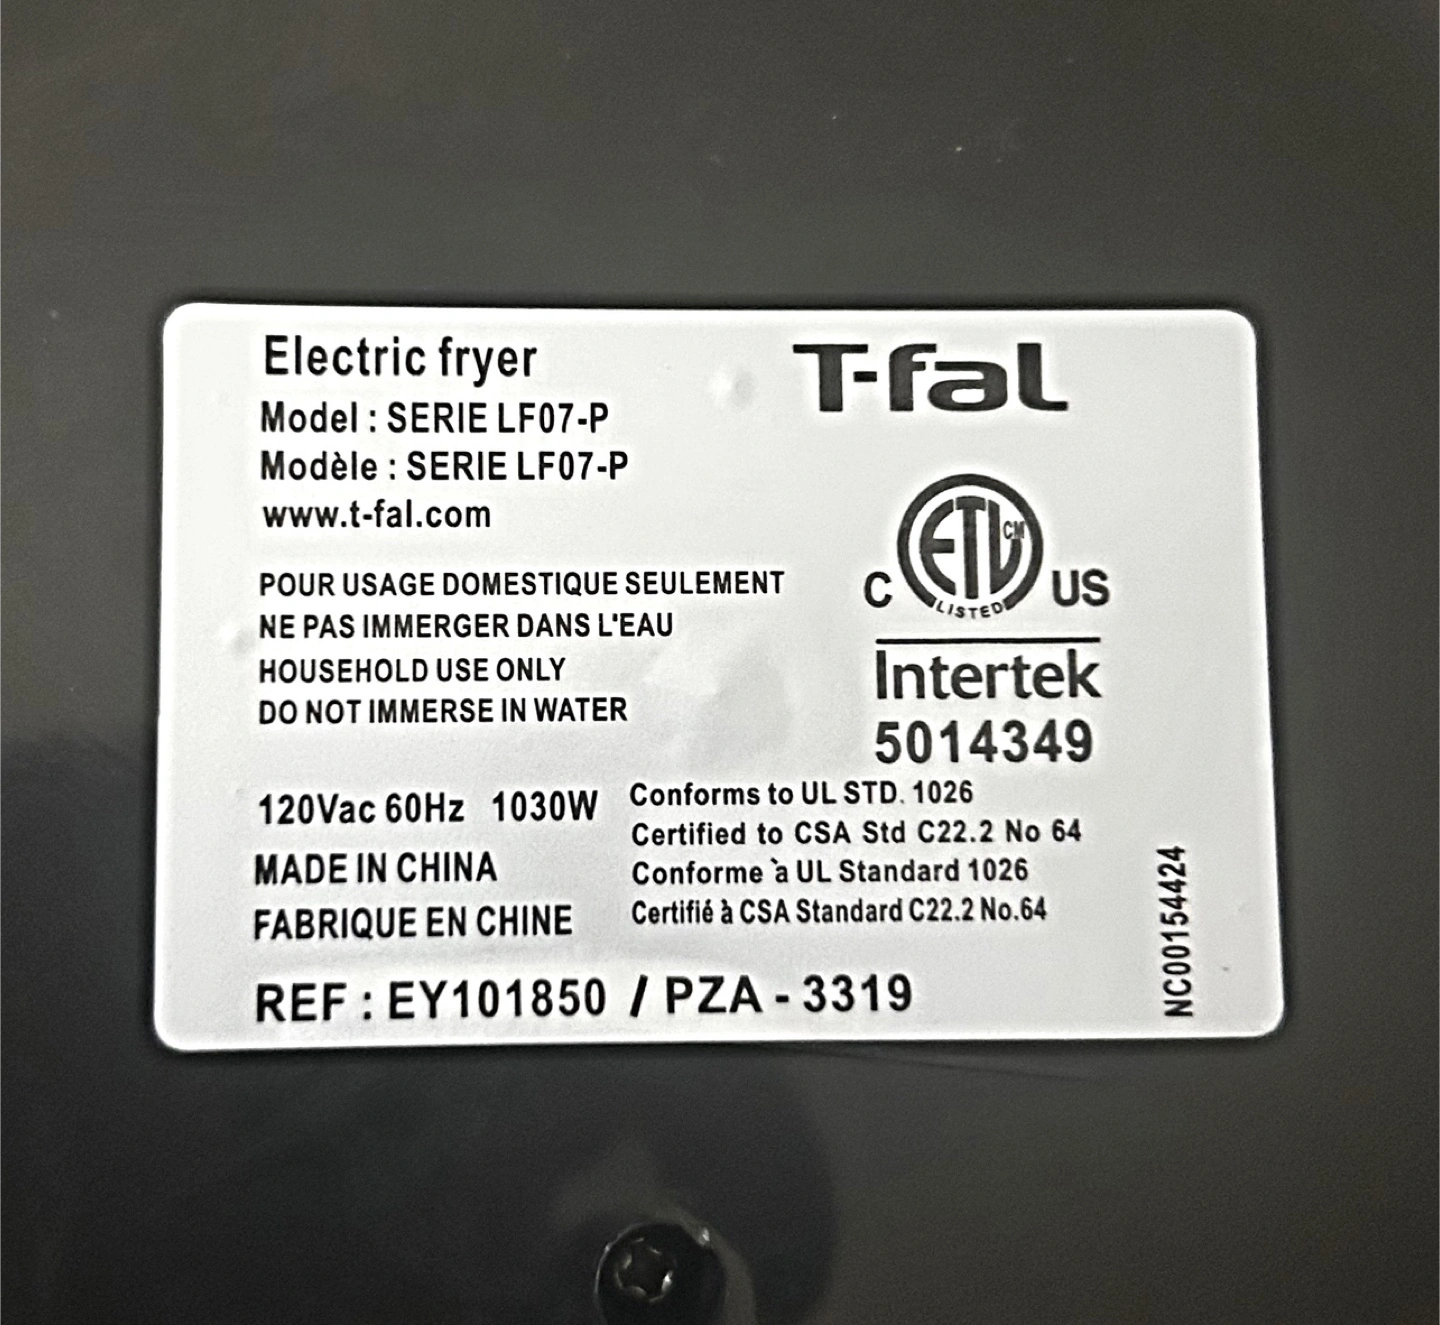 Electric fryer
T-fal
Model : SERIE LF07-P
Modèle : SERIE LF07-P
www.t-fal.com
POUR USAGE DOMESTIQUE SEULEMENT
NE PAS IMMERGER DANS L'EAU
HOUSEHOLD USE ONLY
DO NOT IMMERSE IN WATER
C ETL CM US
LISTED
Intertek
5014349
120Vac 60Hz 1030W
MADE IN CHINA
FABRIQUE EN CHINE
Conforms to UL STD. 1026
Certified to CSA Std C22.2 No 64
Conforme à UL Standard 1026
Certifié à CSA Standard C22.2 No.64
REF : EY101850 / PZA - 3319
NC00154424